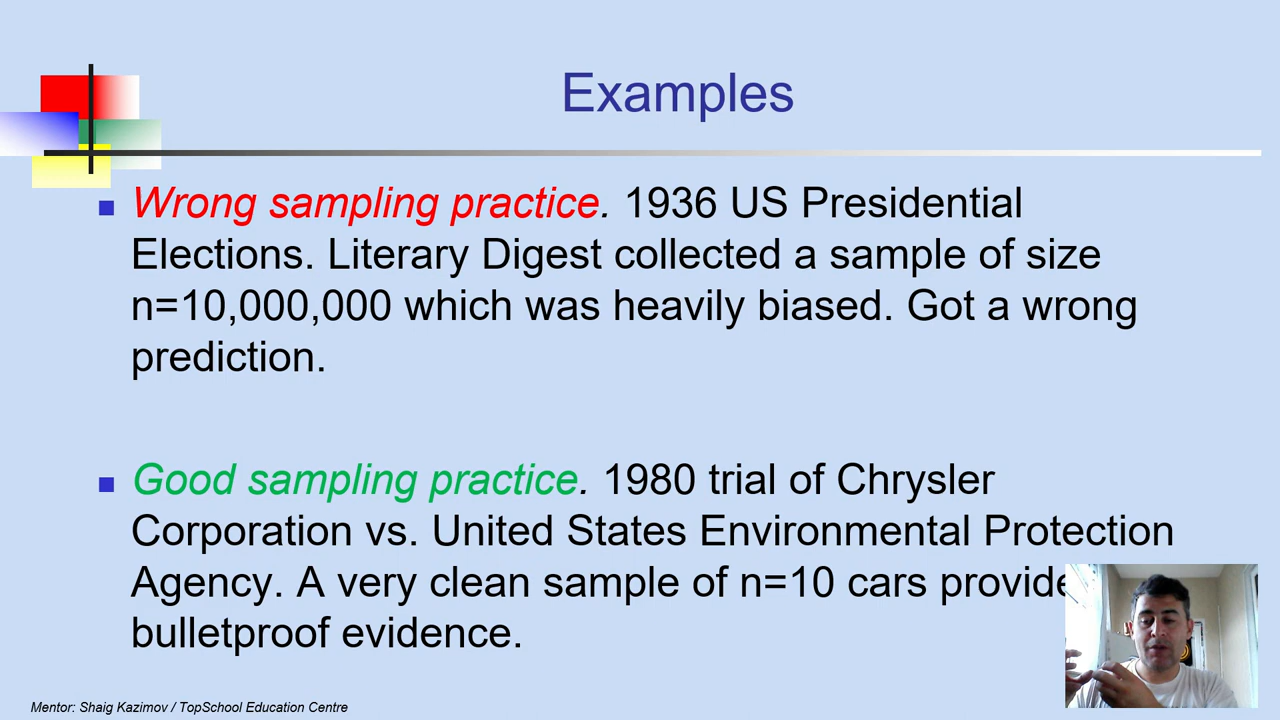 Examples
Wrong sampling practice. 1936 US Presidential
Elections. Literary Digest collected a sample of size
n=10,000,000 which was heavily biased. Got a wrong
prediction.
Good sampling practice. 1980 trial of Chrysler
Corporation vs. United States Environmental Protection
Agency. A very clean sample of n=10 cars
bulletproof evidence.
Mentor: Shaig Kazimov / TopSchool Education Centre